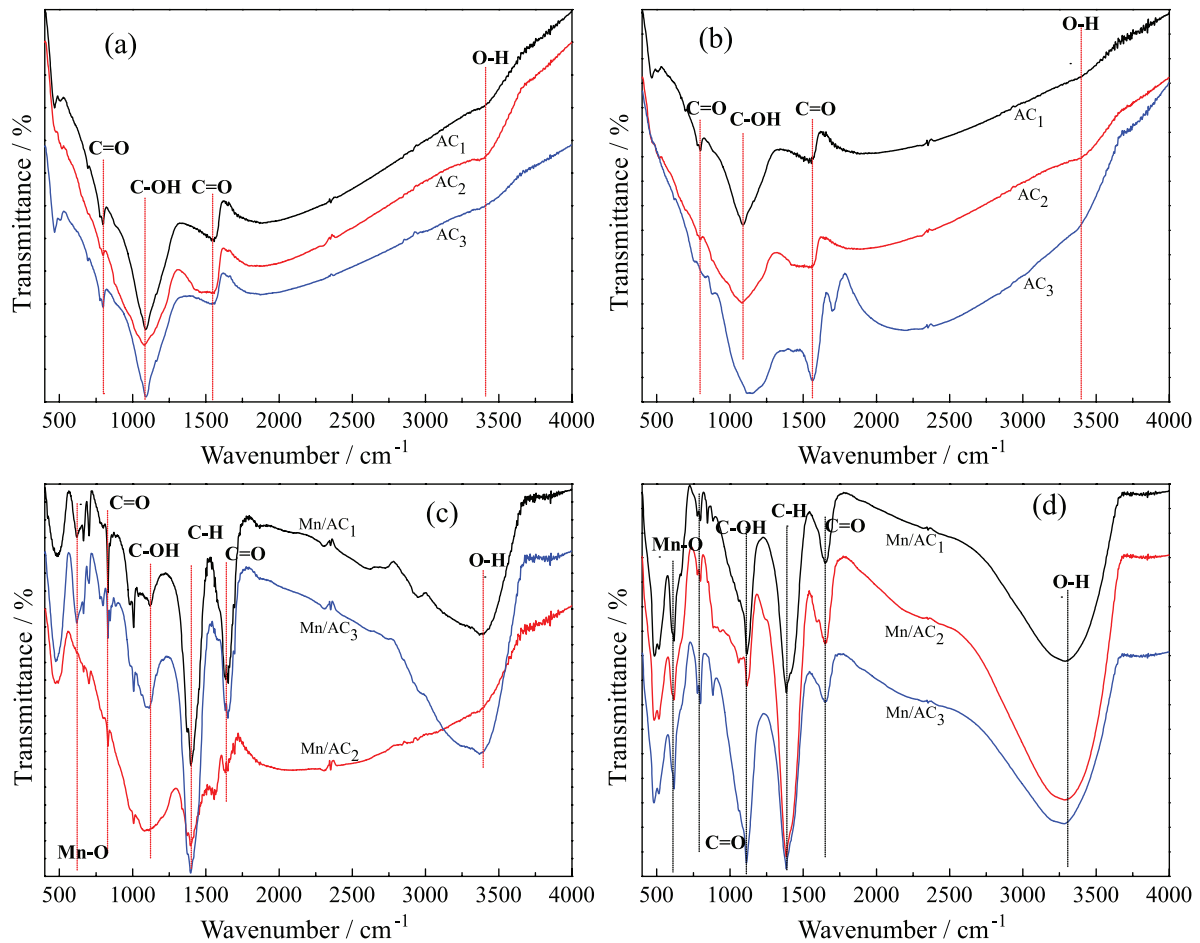 (a)
O-H
C=O
C-OH
C=O
AC1
AC2
AC3
Transmittance / %
500 1000 1500 2000 2500 3000 3500 4000
Wavenumber / cm-1
(b)
O-H
C=O
C-OH
C=O
AC1
AC2
AC3
Transmittance / %
500 1000 1500 2000 2500 3000 3500 4000
Wavenumber / cm-1
(c)
C=O
C-OH
C-H
C=O
O-H
Mn/AC1
Mn/AC3
Mn/AC2
Mn-O
Transmittance / %
500 1000 1500 2000 2500 3000 3500 4000
Wavenumber / cm-1
(d)
C-OH
C-H
C=O
Mn-O
O-H
Mn/AC1
Mn/AC2
Mn/AC3
C=O
Transmittance / %
500 1000 1500 2000 2500 3000 3500 4000
Wavenumber / cm-1